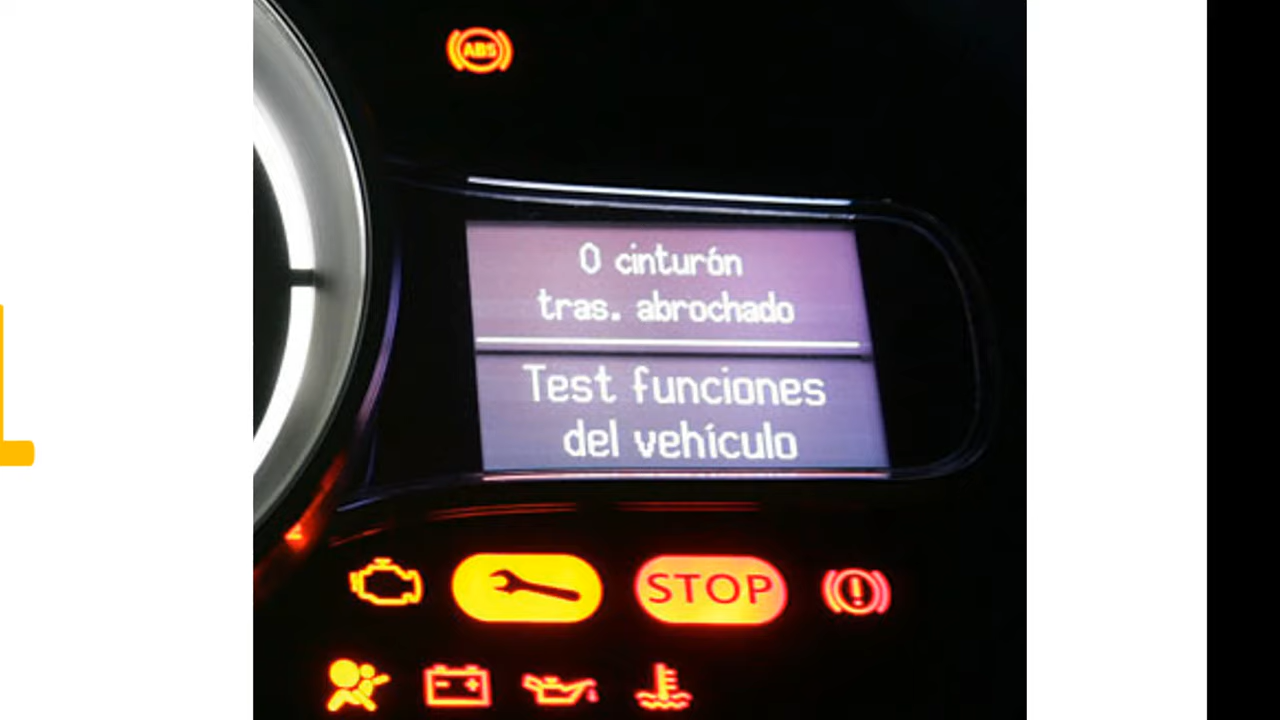 ABS
0 cinturón
tras. abrochado
Test funciones
del vehículo
STOP